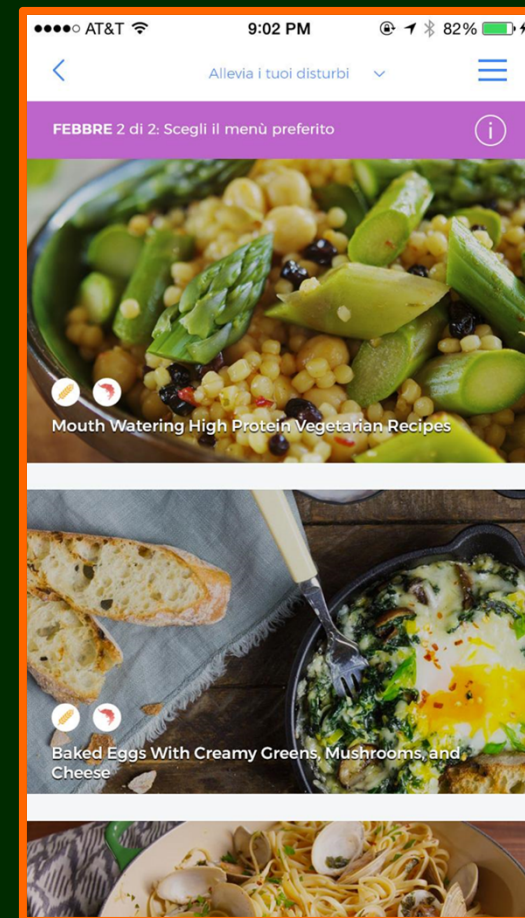 AT&T 9:02 PM 82%
Allevia i tuoi disturbi
FEBBRE 2 di 2: Scegli il menù preferito
i
Mouth Watering High Protein Vegetarian Recipes
Baked Eggs With Creamy Greens, Mushrooms, and
Cheese